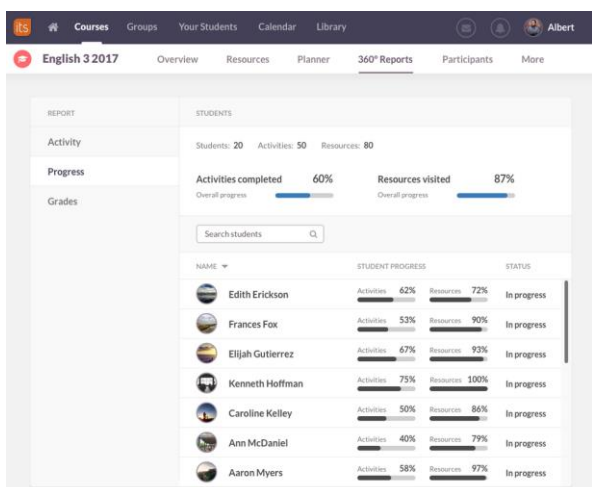 its Courses Groups Your Students Calendar Library Albert
English 3 2017 Overview Resources Planner 360° Reports Participants More
REPORT STUDENTS
Activity
Students: 20 Activities: 50 Resources: 80
Progress
Activities completed 60% Resources visited 87%
Overall progress Overall progress
Grades
Search students
NAME STUDENT PROGRESS STATUS
Edith Erickson Activities 62% Resources 72% In progress
Frances Fox Activities 53% Resources 90% In progress
Elijah Gutierrez Activities 67% Resources 93% In progress
Kenneth Hoffman Activities 75% Resources 100% In progress
Caroline Kelley Activities 50% Resources 86% In progress
Ann McDaniel Activities 40% Resources 79% In progress
Aaron Myers Activities 58% Resources 97% In progress